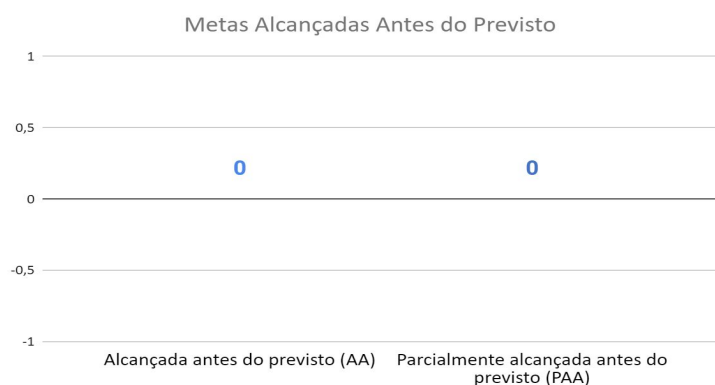 Metas Alcançadas Antes do Previsto
1
0,5
0 0
0
-0,5
-1
Alcançada antes do previsto (AA)
Parcialmente alcançada antes do
previsto (PAA)